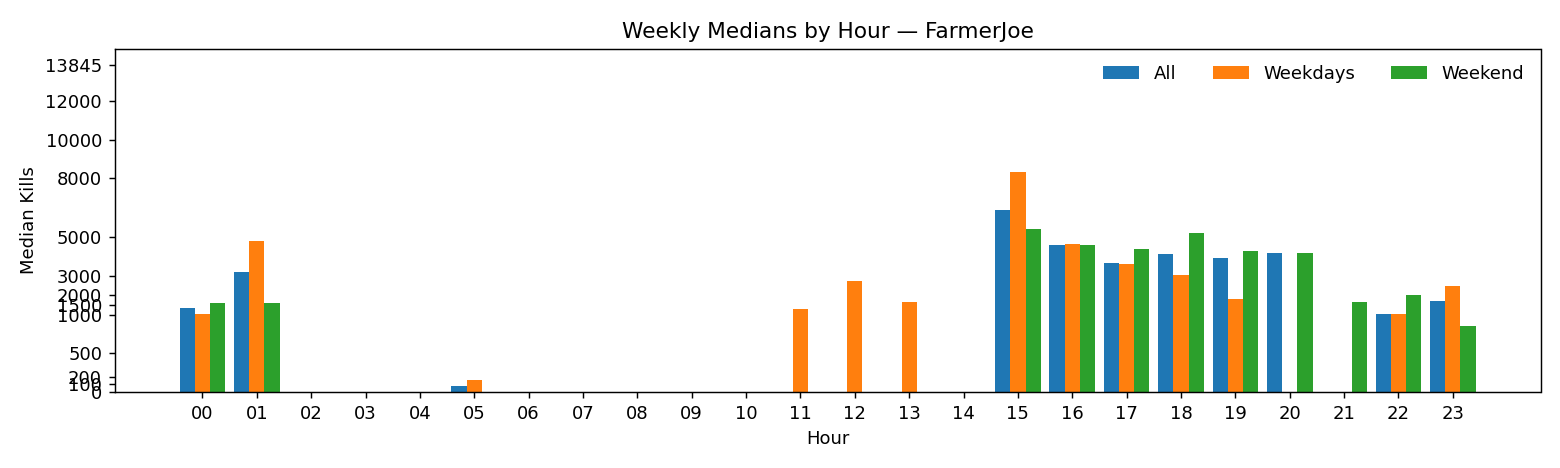 Weekly Medians by Hour — FarmerJoe
All Weekdays Weekend
Median Kills
13845
12000
10000
8000
5000
3000
2000
1500
1000
500
200
100
0
00 01 02 03 04 05 06 07 08 09 10 11 12 13 14 15 16 17 18 19 20 21 22 23
Hour